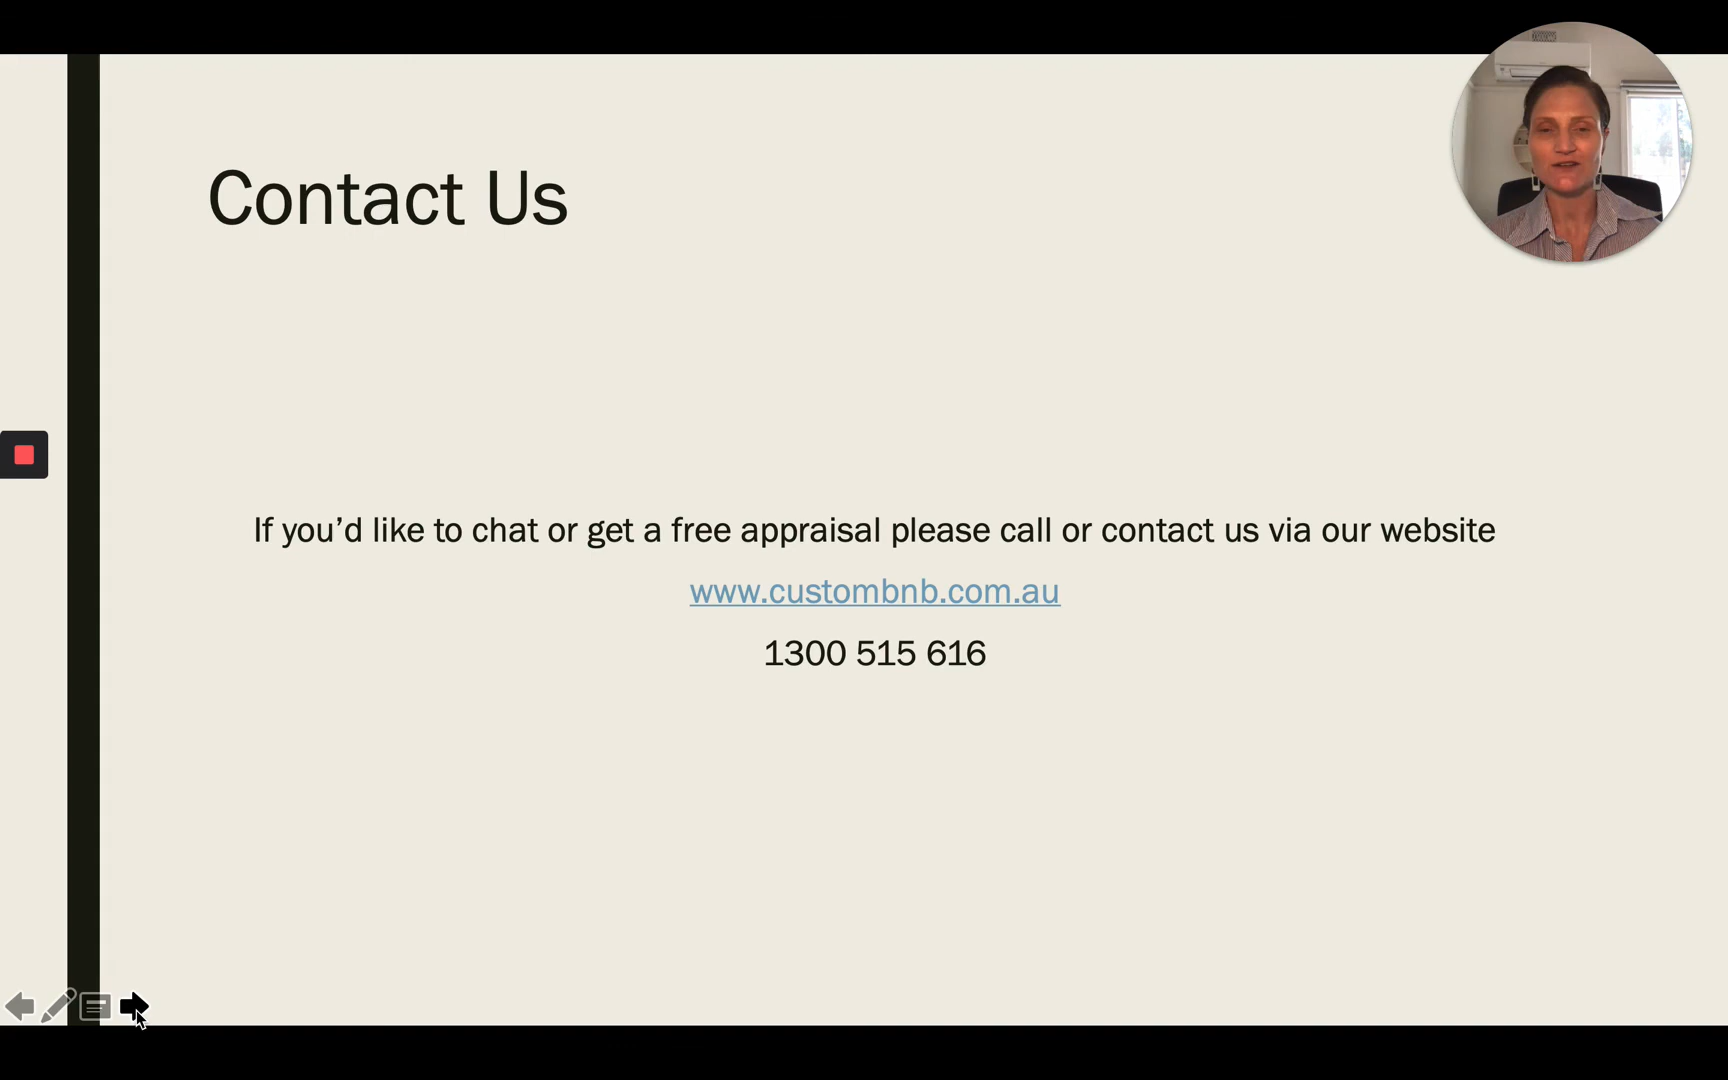 Contact Us
If you’d like to chat or get a free appraisal please call or contact us via our website
www.custombnb.com.au
1300 515 616